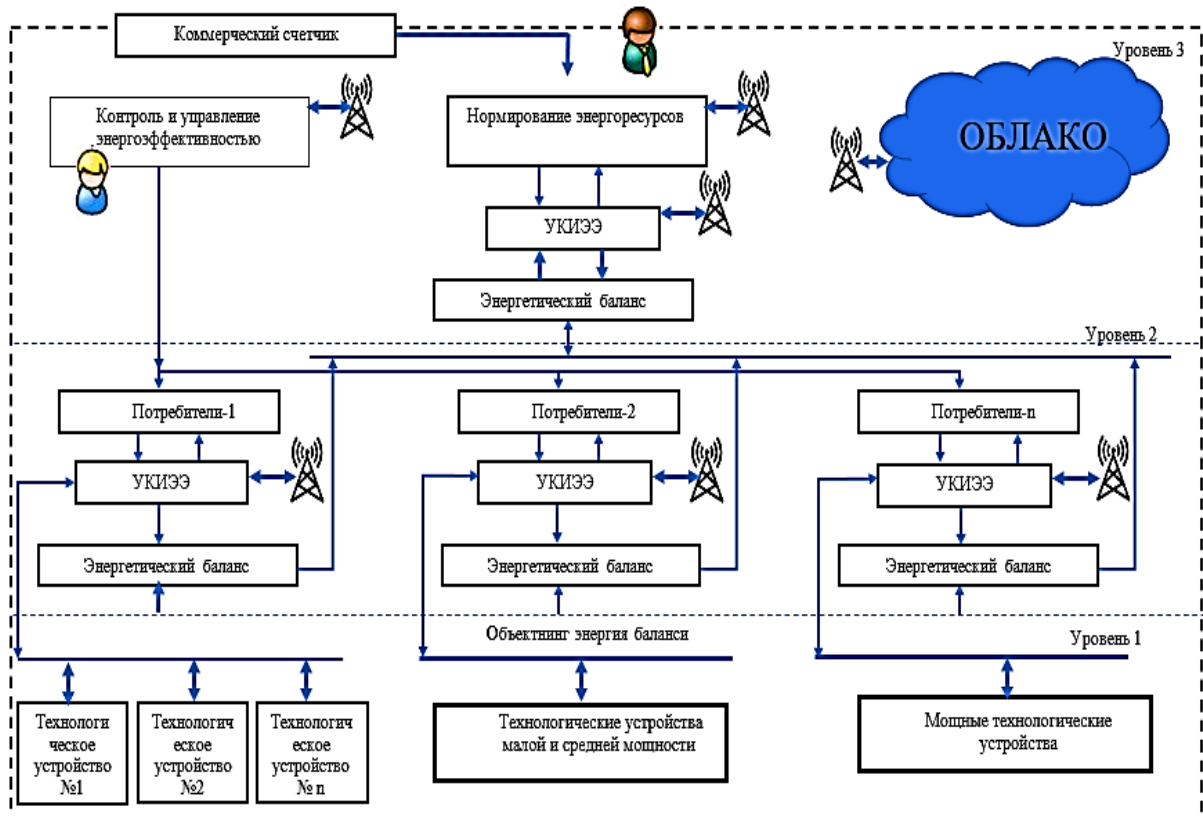 Коммерческий счетчик
Уровень 3
Контроль и управление
энергоэффективностью
Нормирование энергоресурсов
ОБЛАКО
УКИЭЭ
Энергетический баланс
Уровень 2
Потребители-1
Потребители-2
Потребители-n
УКИЭЭ
УКИЭЭ
УКИЭЭ
Энергетический баланс
Энергетический баланс
Энергетический баланс
Объектнинг энергия баланси
Уровень 1
Технологи
ческое
устройство
№1
Технологич
еское
устройство
№2
Технологич
еское
устройство
№ n
Технологические устройства
малой и средней мощности
Мощные технологические
устройства